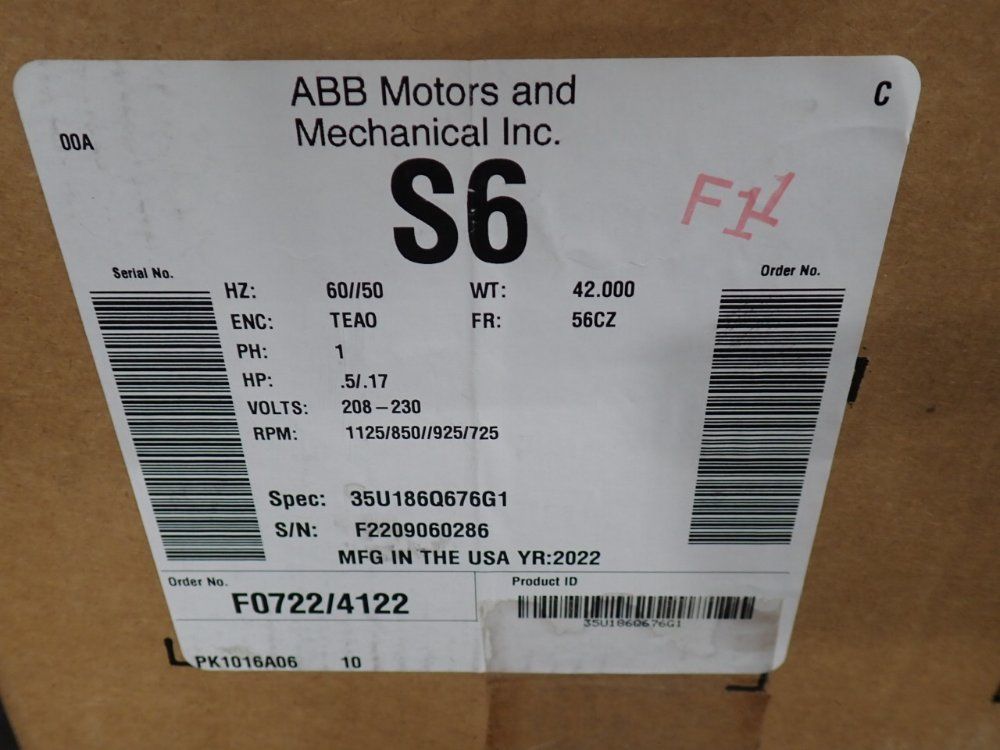 ABB Motors and
Mechanical Inc.
C
00A
S6
F11
Serial No.
Order No.
HZ: 60//50 WT: 42.000
ENC: TEAO FR: 56CZ
PH: 1
HP: .5/.17
VOLTS: 208-230
RPM: 1125/850//925/725
Spec: 35U186Q676G1
S/N: F2209060286
MFG IN THE USA YR:2022
Order No.
F0722/4122
Product ID
35U186Q676G1
PK1016A06 10